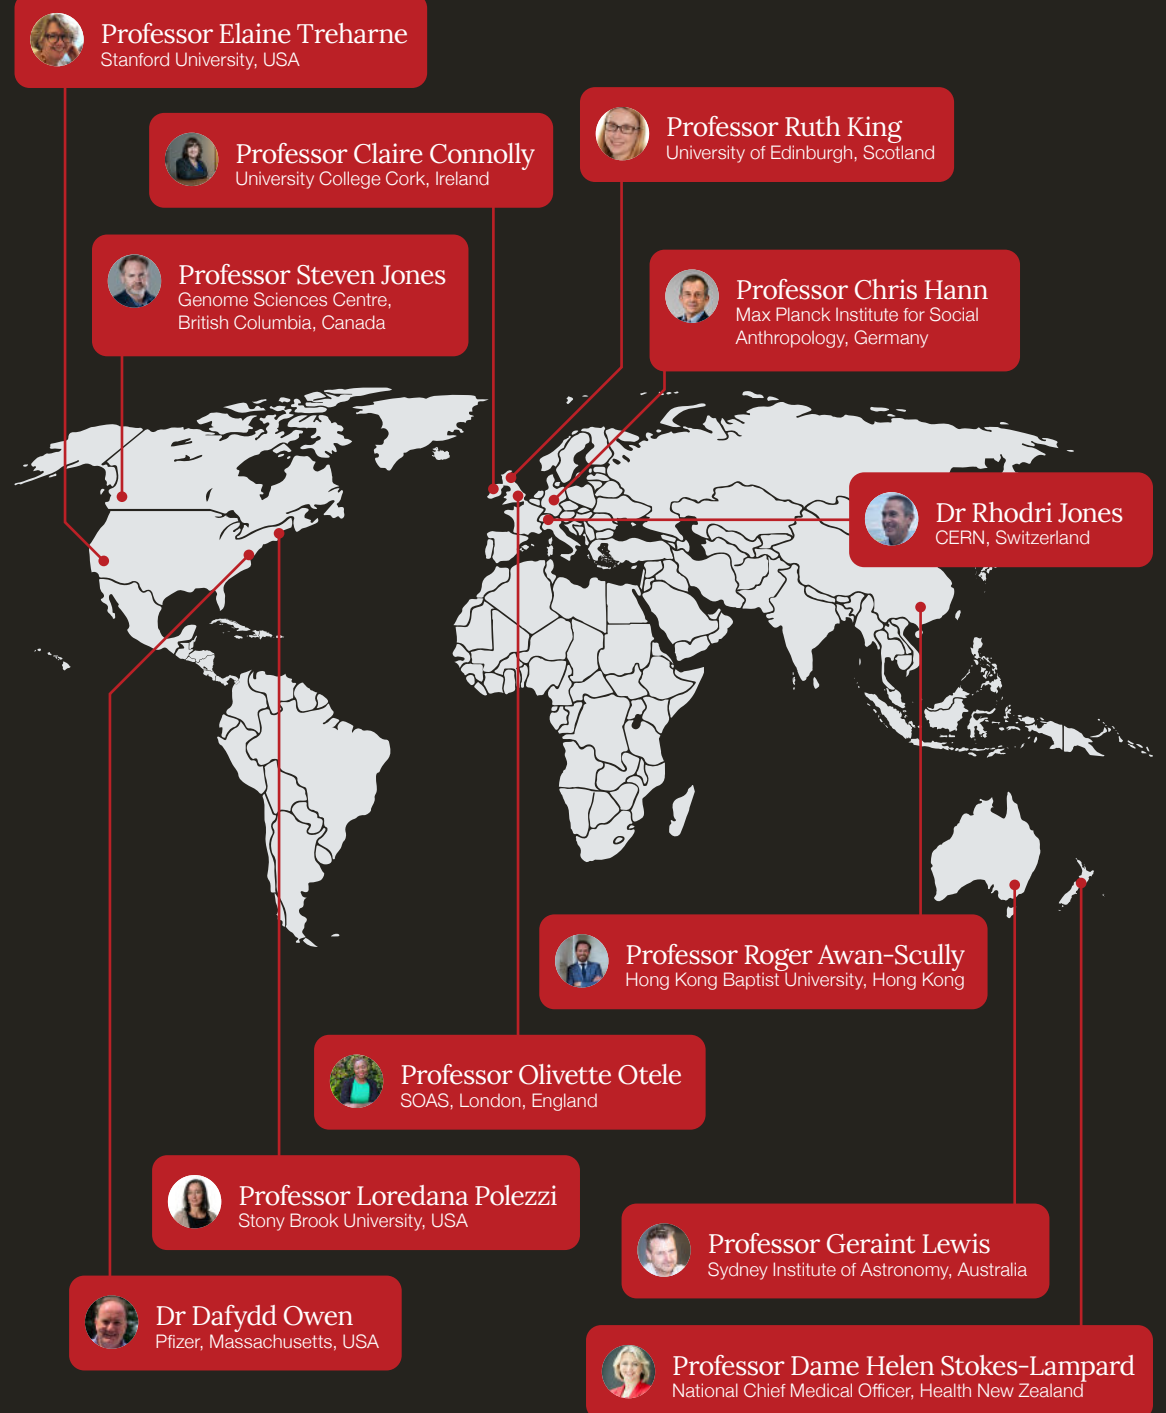 Professor Elaine Treharne
Stanford University, USA
Professor Claire Connolly
University College Cork, Ireland
Professor Ruth King
University of Edinburgh, Scotland
Professor Steven Jones
Genome Sciences Centre,
British Columbia, Canada
Professor Chris Hann
Max Planck Institute for Social
Anthropology, Germany
Dr Rhodri Jones
CERN, Switzerland
Professor Roger Awan-Scully
Hong Kong Baptist University, Hong Kong
Professor Olivette Otele
SOAS, London, England
Professor Loredana Polezzi
Stony Brook University, USA
Professor Geraint Lewis
Sydney Institute of Astronomy, Australia
Dr Dafydd Owen
Pfizer, Massachusetts, USA
Professor Dame Helen Stokes-Lampard
National Chief Medical Officer, Health New Zealand